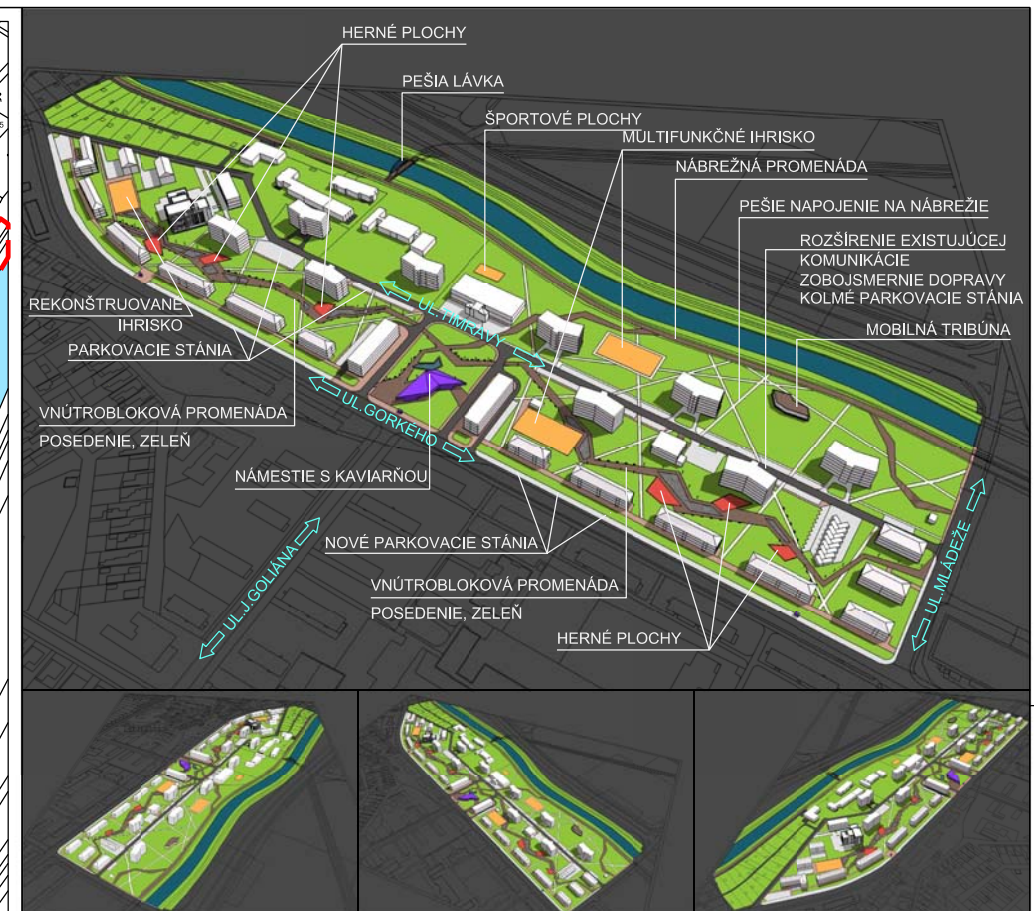 HERNÉ PLOCHY
PEŠIA LÁVKA
ŠPORTOVÉ PLOCHY
MULTIFUNKČNÉ IHRISKO
NÁBREŽNÁ PROMENÁDA
PEŠIE NAPOJENIE NA NÁBREŽIE
ROZŠÍRENIE EXISTUJÚCEJ
KOMUNIKÁCIE
ZOBOJSMERNIE DOPRAVY
KOLMÉ PARKOVACIE STÁNIA
MOBILNÁ TRIBÚNA
REKONŠTRUOVANE
IHRISKO
PARKOVACIE STÁNIA
UL.TIMRAVY
VNÚTROBLOKOVÁ PROMENÁDA
POSEDENIE, ZELEŇ
UL.GORKEHO
NÁMESTIE S KAVIARŇOU
NOVÉ PARKOVACIE STÁNIA
UL.J.GOLIANA
VNÚTROBLOKOVÁ PROMENÁDA
POSEDENIE, ZELEŇ
HERNÉ PLOCHY
UL.MLÁDEŽE